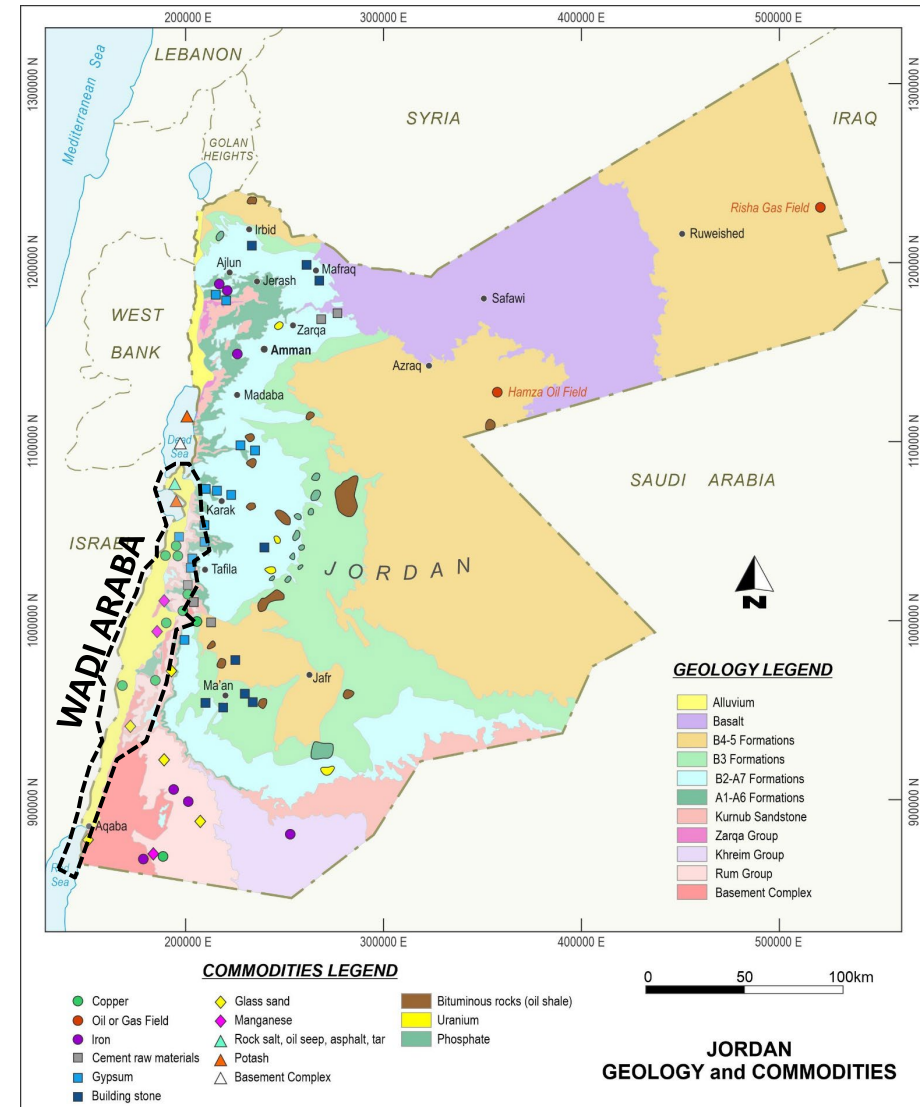 200000 E
300000 E
400000 E
500000 E
1300000 N
1200000 N
1100000 N
1000000 N
900000 N
1300000 N
1200000 N
1100000 N
1000000 N
900000 N
LEBANON
Mediterranean Sea
SYRIA
IRAQ
GOLAN
HEIGHTS
Risha Gas Field
Irbid
Ruweished
Ajlun
Mafraq
Jerash
Safawi
WEST
BANK
Zarqa
Amman
Azraq
Hamza Oil Field
Madaba
Dead
Sea
SAUDI ARABIA
Karak
ISRAEL
WADI ARABA
Tafila
JORDAN
N
Ma'an
Jafr
Aqaba
Red
Sea
GEOLOGY LEGEND
Alluvium
Basalt
B4-5 Formations
B3 Formations
B2-A7 Formations
A1-A6 Formations
Kurnub Sandstone
Zarqa Group
Khreim Group
Rum Group
Basement Complex
200000 E
300000 E
400000 E
500000 E
COMMODITIES LEGEND
Copper
Oil or Gas Field
Iron
Cement raw materials
Gypsum
Building stone
Glass sand
Manganese
Rock salt, oil seep, asphalt, tar
Potash
Basement Complex
Bituminous rocks (oil shale)
Uranium
Phosphate
0 50 100km
JORDAN
GEOLOGY and COMMODITIES